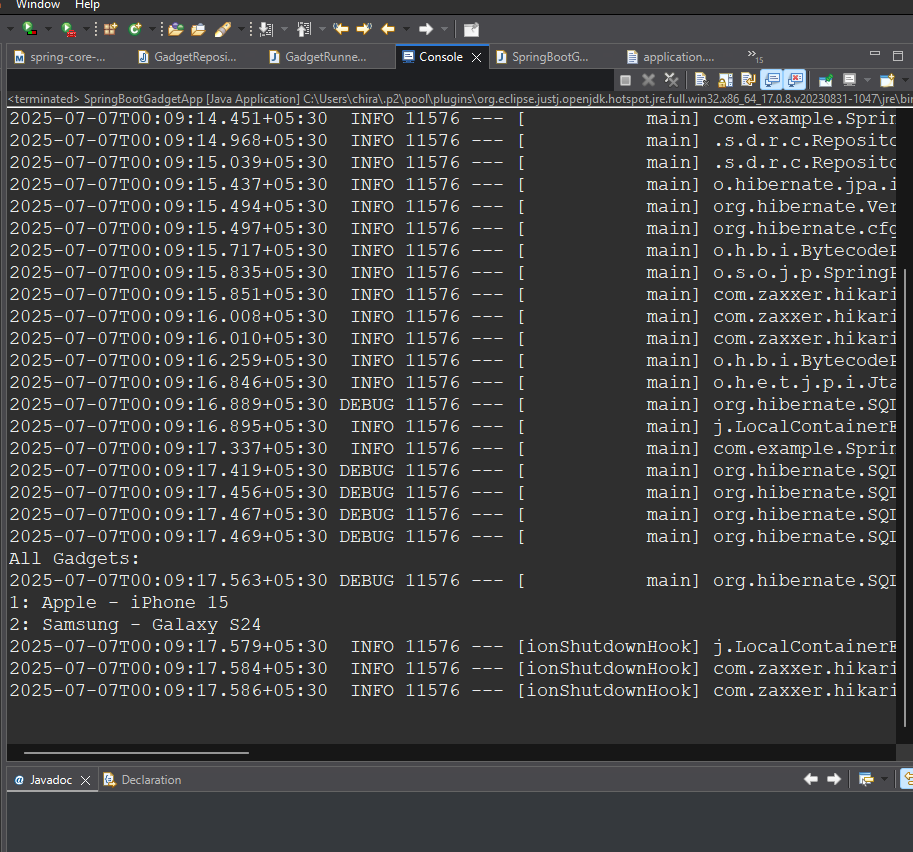 Window Help
spring-core-... GadgetReposi... GadgetRunne... Console SpringBootG... application.... »15
<terminated> SpringBootGadgetApp [Java Application] C:\Users\chira\.p2\pool\plugins\org.eclipse.justj.openjdk.hotspot.jre.full.win32.x86_64_17.0.8.v20230831-1047\jre\bin
2025-07-07T00:09:14.451+05:30  INFO 11576 --- [           main] com.example.Sprin
2025-07-07T00:09:14.968+05:30  INFO 11576 --- [           main] .s.d.r.c.Reposito
2025-07-07T00:09:15.039+05:30  INFO 11576 --- [           main] .s.d.r.c.Reposito
2025-07-07T00:09:15.437+05:30  INFO 11576 --- [           main] o.hibernate.jpa.i
2025-07-07T00:09:15.494+05:30  INFO 11576 --- [           main] org.hibernate.Ver
2025-07-07T00:09:15.497+05:30  INFO 11576 --- [           main] org.hibernate.cfg
2025-07-07T00:09:15.717+05:30  INFO 11576 --- [           main] o.h.b.i.BytecodeP
2025-07-07T00:09:15.835+05:30  INFO 11576 --- [           main] o.s.o.j.p.SpringP
2025-07-07T00:09:15.851+05:30  INFO 11576 --- [           main] com.zaxxer.hikari
2025-07-07T00:09:16.008+05:30  INFO 11576 --- [           main] com.zaxxer.hikari
2025-07-07T00:09:16.010+05:30  INFO 11576 --- [           main] com.zaxxer.hikari
2025-07-07T00:09:16.259+05:30  INFO 11576 --- [           main] o.h.b.i.BytecodeP
2025-07-07T00:09:16.846+05:30  INFO 11576 --- [           main] o.h.e.t.j.p.i.Jta
2025-07-07T00:09:16.889+05:30 DEBUG 11576 --- [           main] org.hibernate.SQL
2025-07-07T00:09:16.895+05:30  INFO 11576 --- [           main] j.LocalContainerE
2025-07-07T00:09:17.337+05:30  INFO 11576 --- [           main] com.example.Sprin
2025-07-07T00:09:17.419+05:30 DEBUG 11576 --- [           main] org.hibernate.SQL
2025-07-07T00:09:17.456+05:30 DEBUG 11576 --- [           main] org.hibernate.SQL
2025-07-07T00:09:17.467+05:30 DEBUG 11576 --- [           main] org.hibernate.SQL
2025-07-07T00:09:17.469+05:30 DEBUG 11576 --- [           main] org.hibernate.SQL
All Gadgets:
2025-07-07T00:09:17.563+05:30 DEBUG 11576 --- [           main] org.hibernate.SQL
1: Apple - iPhone 15
2: Samsung - Galaxy S24
2025-07-07T00:09:17.579+05:30  INFO 11576 --- [ionShutdownHook] j.LocalContainerE
2025-07-07T00:09:17.584+05:30  INFO 11576 --- [ionShutdownHook] com.zaxxer.hikari
2025-07-07T00:09:17.586+05:30  INFO 11576 --- [ionShutdownHook] com.zaxxer.hikari
Javadoc Declaration